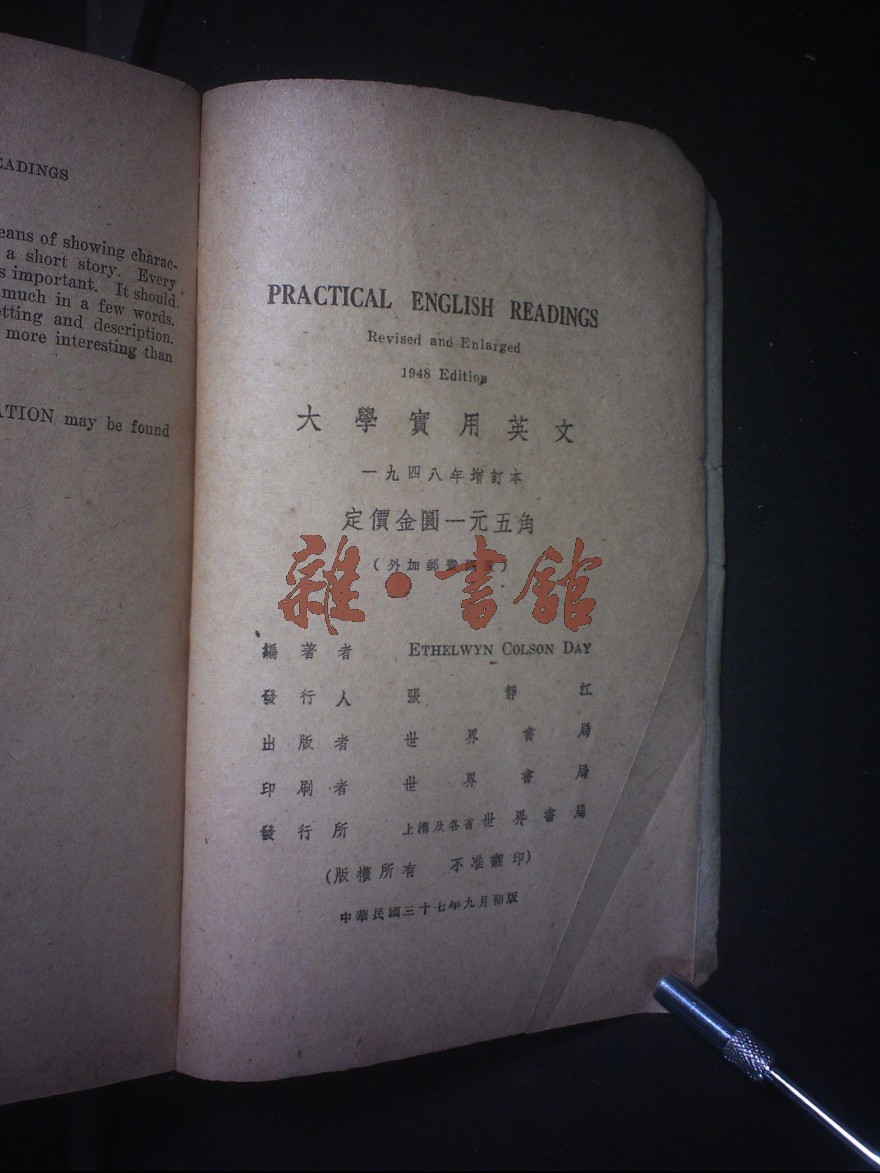 EADINGS
eans of showing charac-
a short story. Every
s important. It should
much in a few words.
etting and description.
more interesting than
ATION may be found
PRACTICAL ENGLISH READINGS
Revised and Enlarged
1948 Edition
大學實用英文
一九四八年增訂本
定價金圓一元五角
(外加郵費
雜·書館
編著者 ETHELWYN COLSON DAY
發行人 張靜江
出版者 世界書局
印刷者 世界書局
發行所 上海及各省世界書局
(版權所有 不准翻印)
中華民國三十七年九月初版